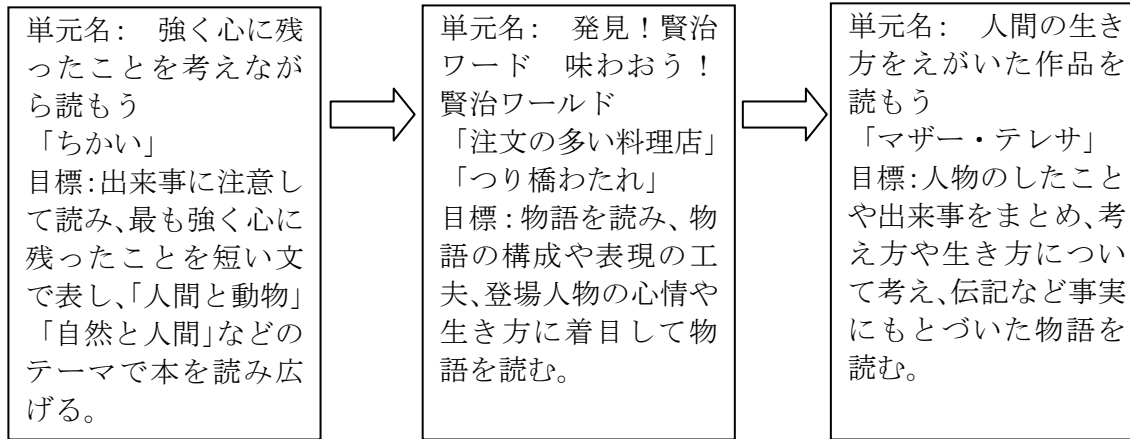 単元名：　強く心に残
ったことを考えなが
ら読もう
「ちかい」
目標：出来事に注意し
て読み、最も強く心に
残ったことを短い文
で表し、「人間と動物」
「自然と人間」などの
テーマで本を読み広
げる。
単元名：　発見！賢治
ワード　味わおう！
賢治ワールド
「注文の多い料理店」
「つり橋わたれ」
目標：物語を読み、物
語の構成や表現の工
夫、登場人物の心情や
生き方に着目して物
語を読む。
単元名：　人間の生き
方をえがいた作品を
読もう
「マザー・テレサ」
目標：人物のしたこと
や出来事をまとめ、考
え方や生き方につい
て考え、伝記など事実
にもとづいた物語を
読む。